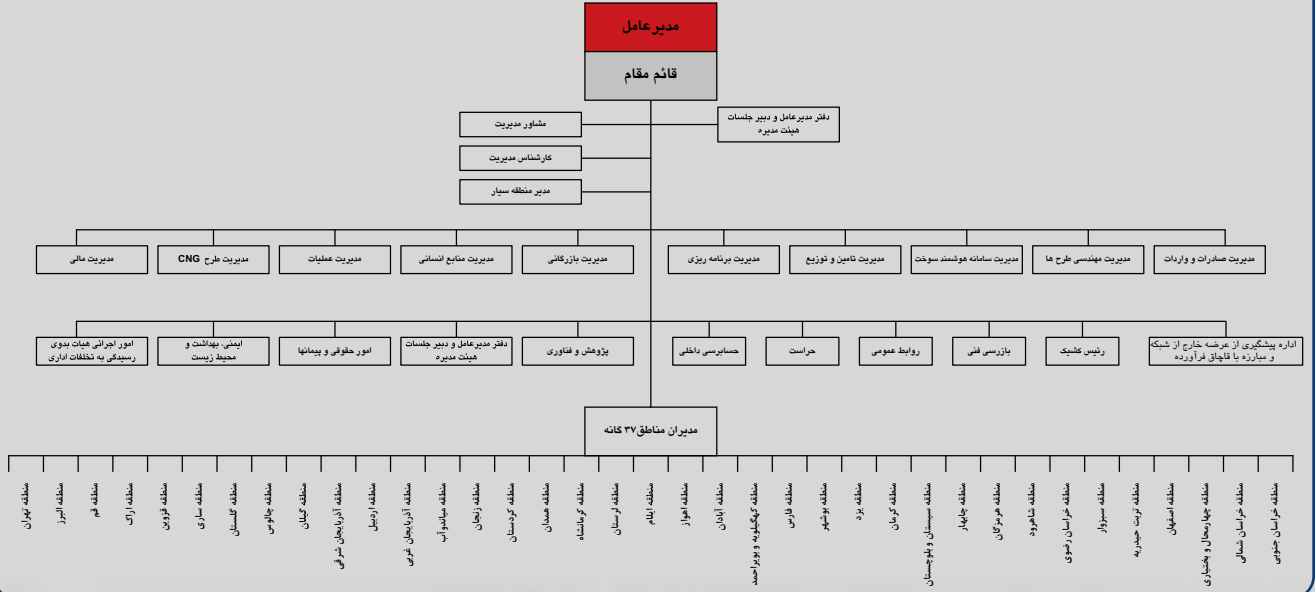 مدیرعامل
قائم مقام
دفتر مدیرعامل و دبیر جلسات
هیئت مدیره
مشاور مدیریت
کارشناس مدیریت
مدیر منطقه سیار
مدیریت صادرات و واردات
مدیریت مهندسی طرح ها
مدیریت سامانه هوشمند سوخت
مدیریت تامین و توزیع
مدیریت برنامه ریزی
مدیریت بازرگانی
مدیریت منابع انسانی
مدیریت عملیات
مدیریت طرح CNG
مدیریت مالی
اداره پیشگیری از عرضه خارج از شبکه
و مبارزه با قاچاق فرآورده
رئیس کشیک
بازرسی فنی
روابط عمومی
حراست
حسابرسی داخلی
پژوهش و فناوری
دفتر مدیرعامل و دبیر جلسات
هیئت مدیره
امور حقوقی و پیمانها
ایمنی، بهداشت و
محیط زیست
امور اجرائی هیات بدوی
رسیدگی به تخلفات اداری
مدیران مناطق۳۷ گانه
منطقه خراسان جنوبی
منطقه خراسان شمالی
منطقه چهارمحال و بختیاری
منطقه اصفهان
منطقه تربت حیدریه
منطقه سبزوار
منطقه خراسان رضوی
منطقه شاهرود
منطقه هرمزگان
منطقه چابهار
منطقه سیستان و بلوچستان
منطقه کرمان
منطقه یزد
منطقه بوشهر
منطقه فارس
منطقه کهگیلویه و بویراحمد
منطقه آبادان
منطقه اهواز
منطقه ایلام
منطقه لرستان
منطقه کرمانشاه
منطقه همدان
منطقه کردستان
منطقه زنجان
منطقه میاندوآب
منطقه آذربایجان غربی
منطقه اردبیل
منطقه آذربایجان شرقی
منطقه گیلان
منطقه چالوس
منطقه گلستان
منطقه ساری
منطقه قزوین
منطقه اراک
منطقه قم
منطقه البرز
منطقه تهران